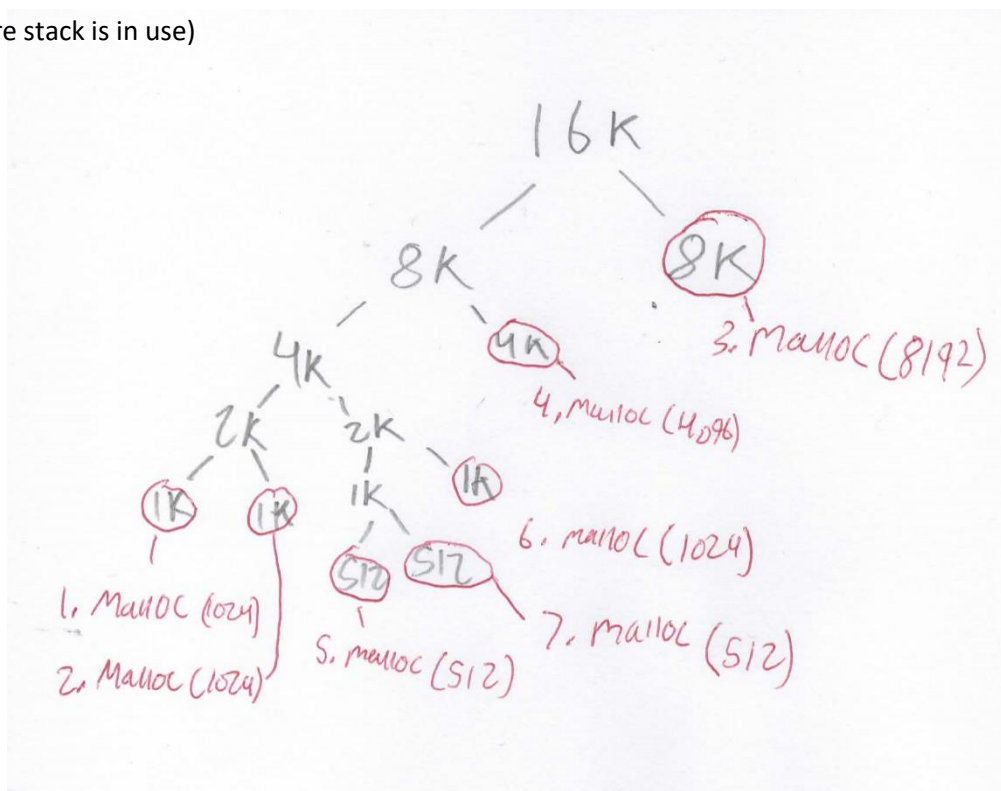 re stack is in use)
16K
8K
8K
3. Malloc (8192)
4K
4K
4, Malloc (4096)
2K
2K
1K
1K
1K
1K
6. malloc (1024)
512
512
1. Malloc (1024)
2. Malloc (1024)
5. malloc (512)
7. malloc (512)